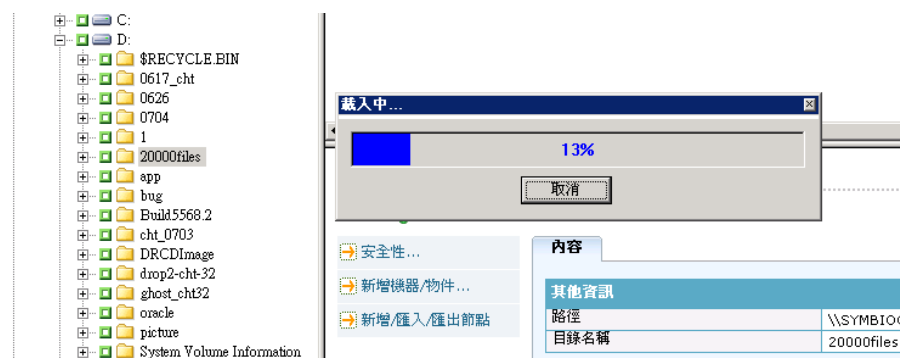 C:
D:
$RECYCLE.BIN
0617_cht
0626
0704
1
20000files
app
bug
Build5568.2
cht_0703
DRCDImage
drop2-cht-32
ghost_cht32
oracle
picture
System Volume Information
載入中...
13%
取消
安全性...
新增機器/物件...
新增/匯入/匯出節點
內容
其他資訊
路徑
\\SYMBIO
目錄名稱
20000files